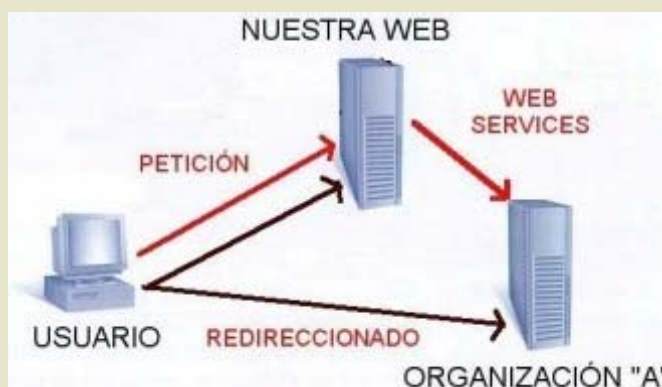 NUESTRA WEB
WEB
SERVICES
PETICIÓN
USUARIO
REDIRECCIONADO
ORGANIZACIÓN "A"